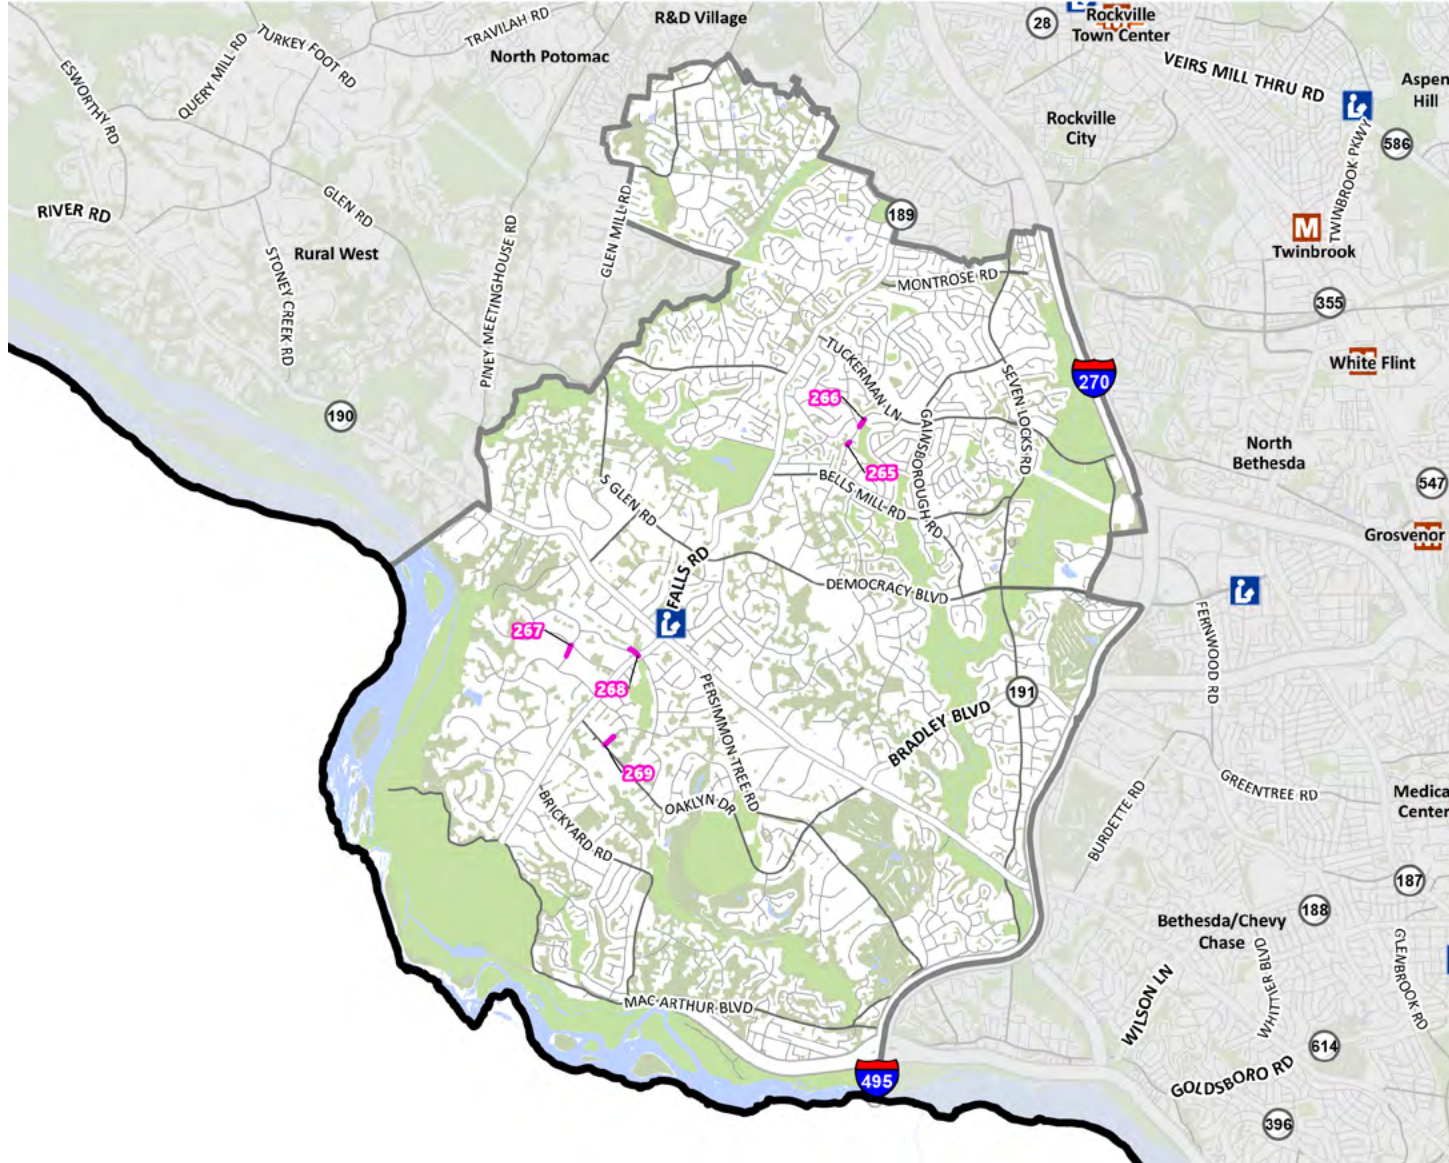 R&D Village
TRAVILAH RD
North Potomac
TURKEY FOOT RD
QUERY MILL RD
ESWORTHY RD
28
Rockville
Town Center
VEIRS MILL THRU RD
Aspen
Hill
Rockville
City
586
TWINBROOK PKWY
GLEN RD
RIVER RD
GLEN MILL RD
189
M
Twinbrook
STONEY CREEK RD
Rural West
PINEY MEETINGHOUSE RD
MONTROSE RD
355
TUCKERMAN LN
SEVEN LOCKS RD
White Flint
270
190
266
GAINSBOROUGH RD
North
Bethesda
265
BELLS MILL RD
547
S GLEN RD
Grosvenor
FALLS RD
DEMOCRACY BLVD
FERNWOOD RD
267
268
PERSIMMON TREE RD
191
BRADLEY BLVD
269
OAKLYN DR
BRICKYARD RD
GREENTREE RD
BURDETTE RD
Medica
Center
187
188
Bethesda/Chevy
Chase
WHITTIER BLVD
GLENBROOK RD
WILSON LN
MAC ARTHUR BLVD
614
GOLDSBORO RD
495
396